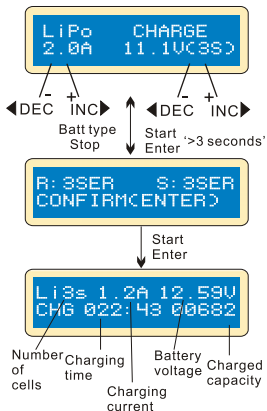 LiPo CHARGE
2.0A 11.1V(3S)
- + - +
DEC INC DEC INC
Batt type Start
Stop Enter '>3 seconds'
R: 3SER S: 3SER
CONFIRM(ENTER)
Start
Enter
Li3s 1.2A 12.59V
CHG 022:43 00682
Number of cells
Charging time
Charging current
Battery voltage
Charged capacity